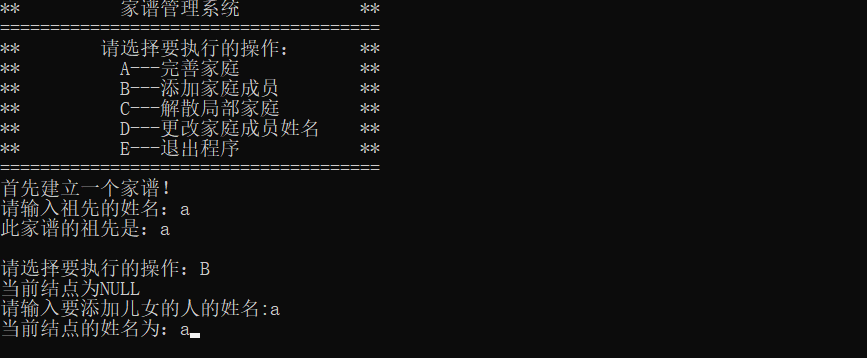 ** 家谱管理系统 **
======================================
** 请选择要执行的操作： **
** A---完善家庭 **
** B---添加家庭成员 **
** C---解散局部家庭 **
** D---更改家庭成员姓名 **
** E---退出程序 **
======================================
首先建立一个家谱！
请输入祖先的姓名：a
此家谱的祖先是：a
请选择要执行的操作：B
当前结点为NULL
请输入要添加儿女的人的姓名:a
当前结点的姓名为：a